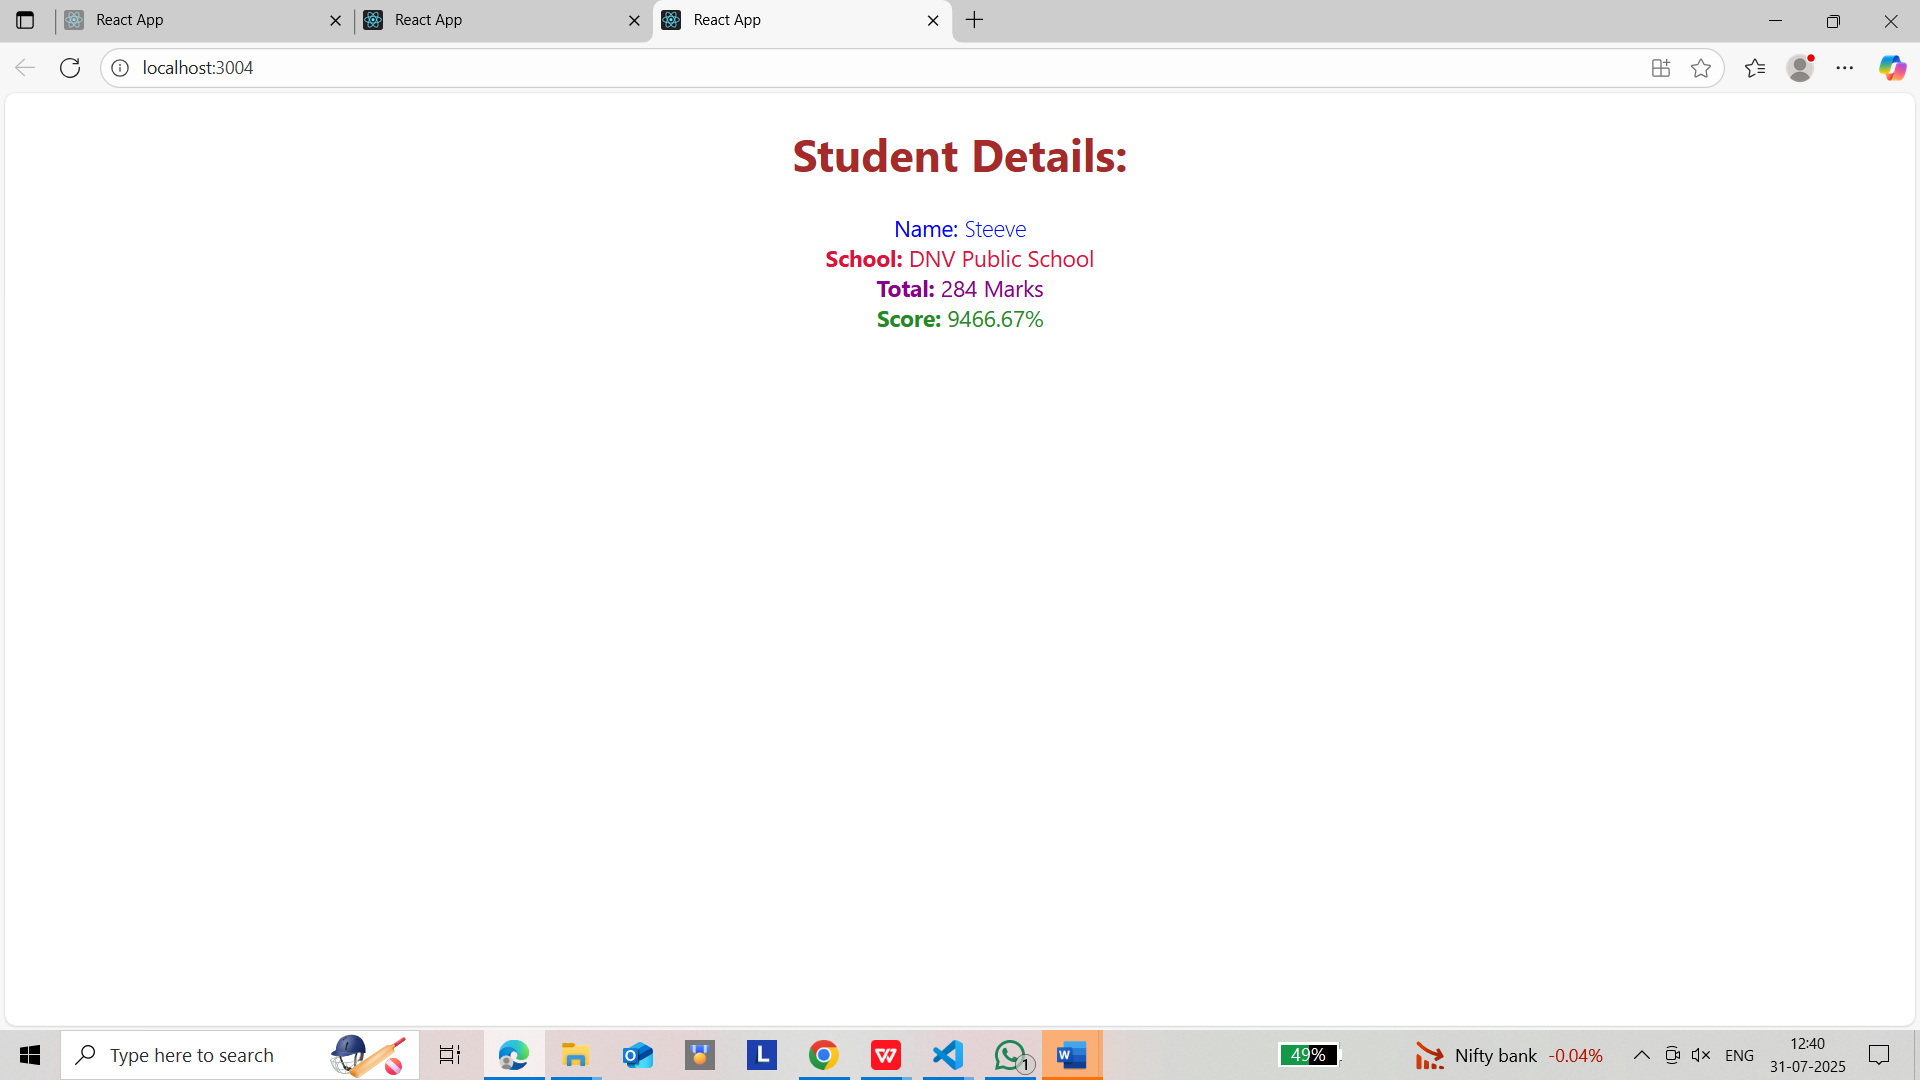 React App
React App
React App
localhost:3004
Student Details:
Name: Steeve
School: DNV Public School
Total: 284 Marks
Score: 9466.67%
Type here to search
L
W
1
W
49%
Nifty bank -0.04%
ENG
12:40
31-07-2025